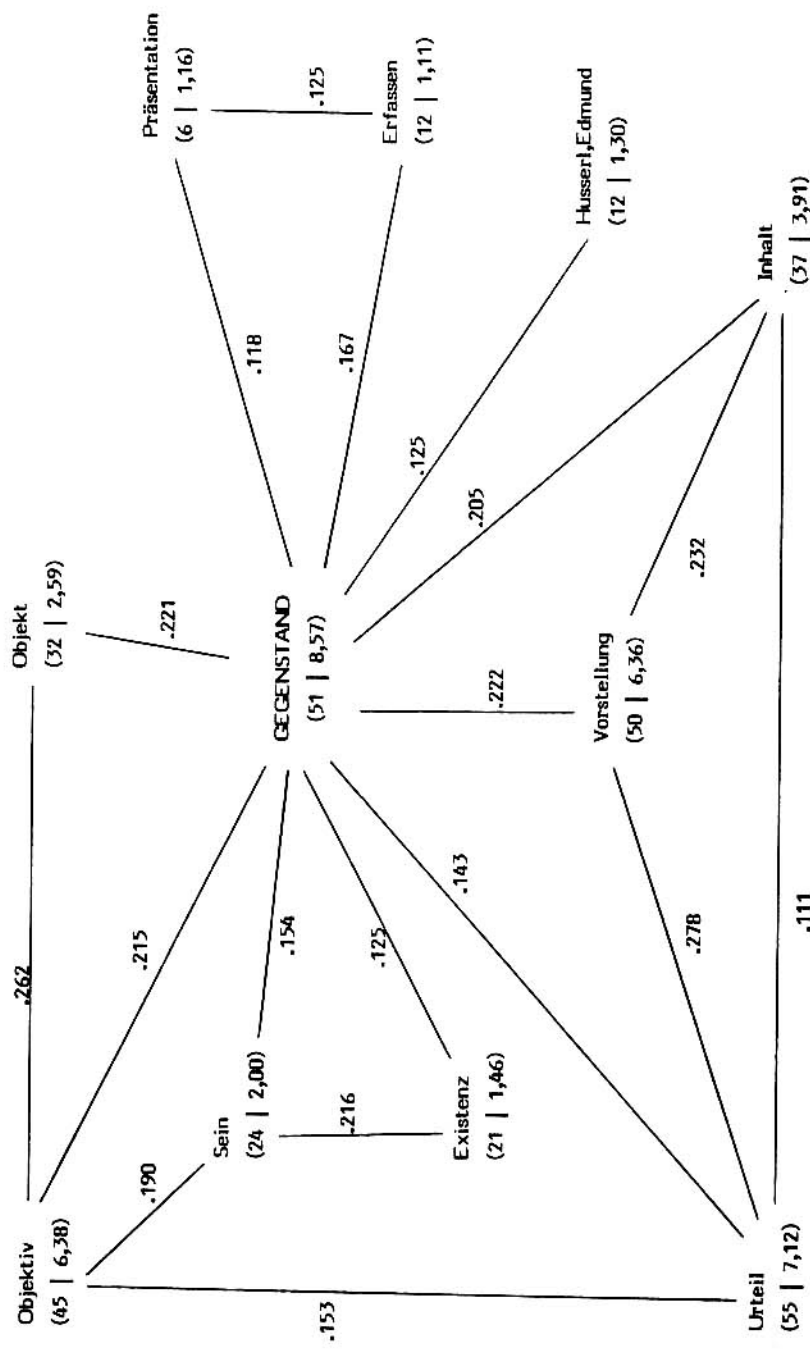 Objektiv
(45 | 6,38)
.262
Objekt
(32 | 2,59)
Präsentation
(6 | 1,16)
.125
Erfassen
(12 | 1,11)
.221
.118
.167
.215
.190
Sein
(24 | 2,00)
.154
GEGENSTAND
(51 | 8,57)
.216
.125
Existenz
(21 | 1,46)
.125
Husserl,Edmund
(12 | 1,30)
.205
.153
.143
.222
Vorstellung
(50 | 6,36)
.232
.278
Inhalt
(37 | 3,91)
Urteil
(55 | 7,12)
.111